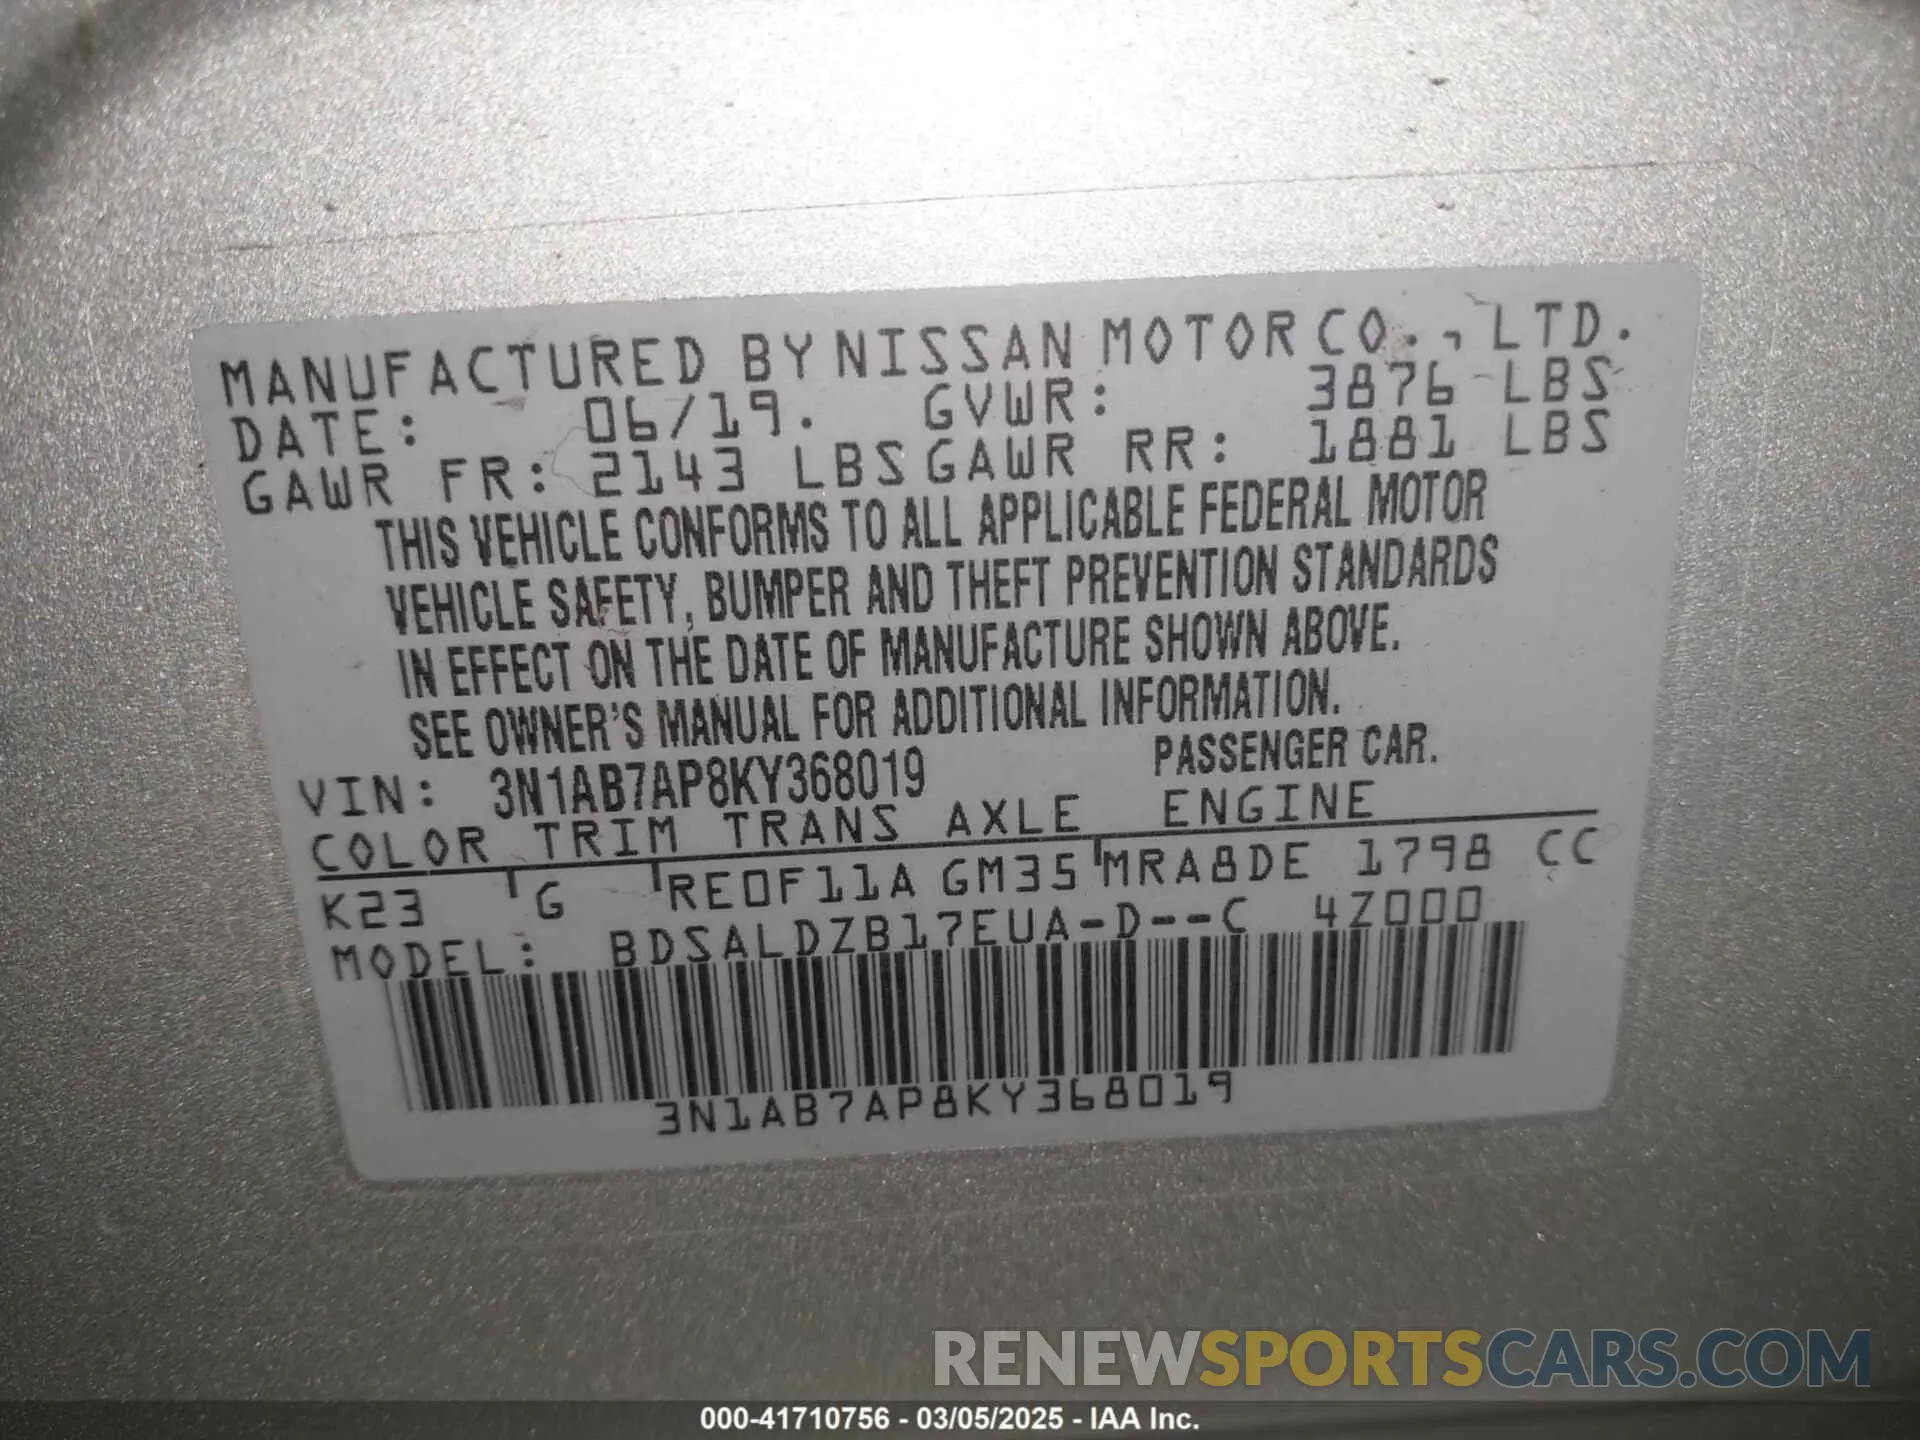 MANUFACTURED BY NISSAN MOTOR CO., LTD.
DATE: 06/19. GVWR: 3876 LBS
GAWR FR: 2143 LBS GAWR RR: 1881 LBS
THIS VEHICLE CONFORMS TO ALL APPLICABLE FEDERAL MOTOR
VEHICLE SAFETY, BUMPER AND THEFT PREVENTION STANDARDS
IN EFFECT ON THE DATE OF MANUFACTURE SHOWN ABOVE.
SEE OWNER'S MANUAL FOR ADDITIONAL INFORMATION.
VIN: 3N1AB7AP8KY368019 PASSENGER CAR.
COLOR TRIM TRANS AXLE ENGINE
K23 G RE0F11A GM35 MRA8DE 1798 CC
MODEL: BDSALDZB17EUA-D--C 4Z000
3N1AB7AP8KY368019
RENEWSPORTSCARS.COM
000-41710756 - 03/05/2025 - IAA Inc.